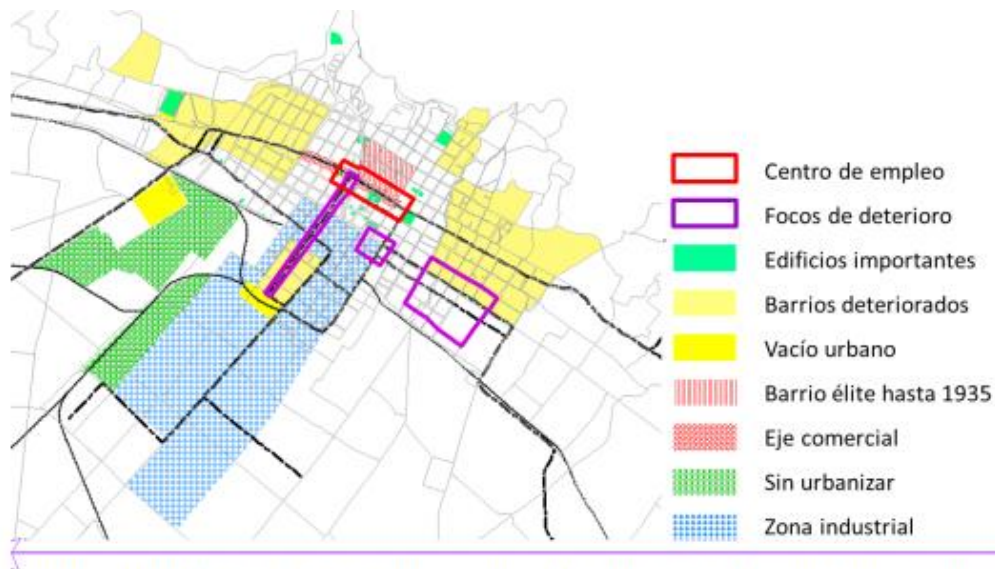 Centro de empleo
Focos de deterioro
Edificios importantes
Barrios deteriorados
Vacío urbano
Barrio élite hasta 1935
Eje comercial
Sin urbanizar
Zona industrial